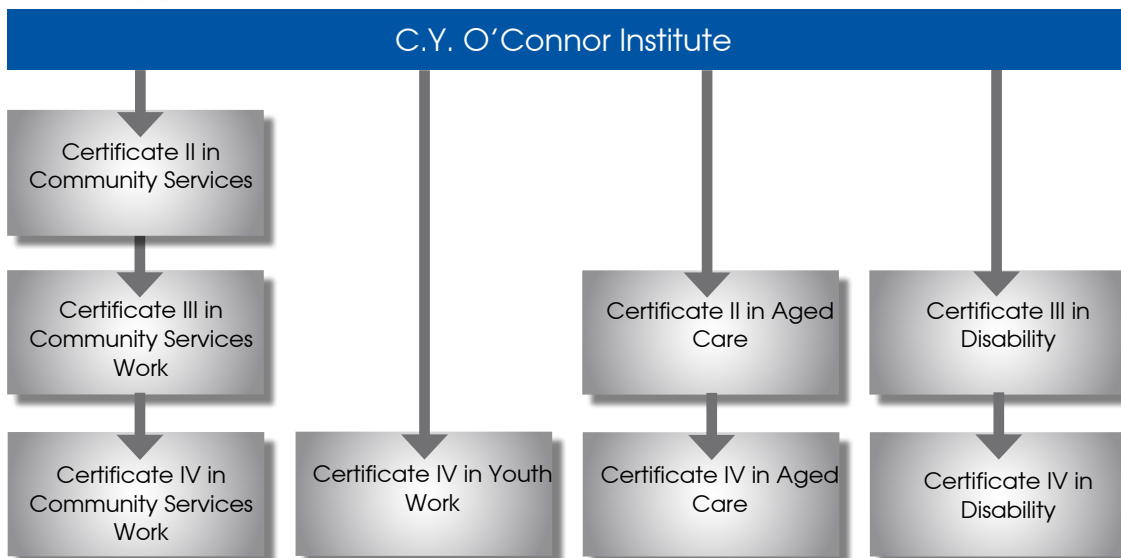 C.Y. O’Connor Institute
Certificate II in
Community Services
Certificate III in
Community Services
Work
Certificate II in Aged
Care
Certificate III in
Disability
Certificate IV in
Community Services
Work
Certificate IV in Youth
Work
Certificate IV in Aged
Care
Certificate IV in
Disability